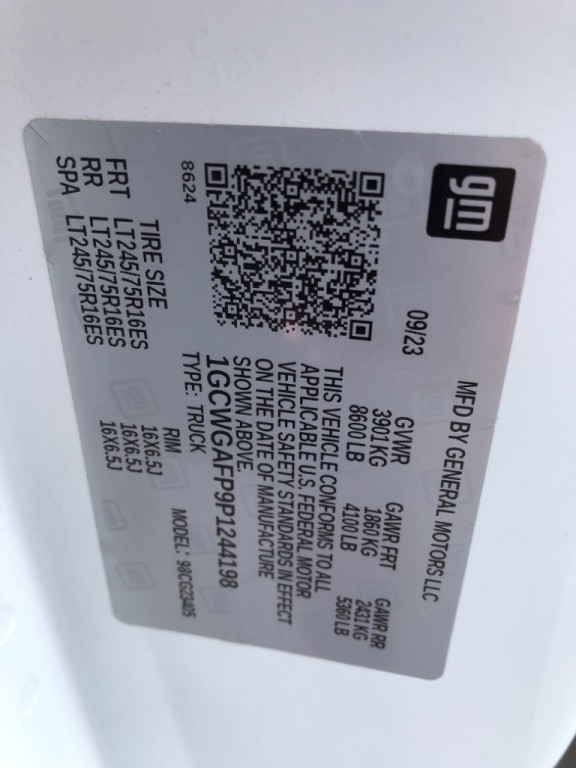 gm
MFD BY GENERAL MOTORS LLC
09/23 GVWR GAWR FRT GAWR RR
3901 KG 1860 KG 2431 KG
8600 LB 4100 LB 5360 LB
THIS VEHICLE CONFORMS TO ALL
APPLICABLE U.S. FEDERAL MOTOR
VEHICLE SAFETY STANDARDS IN EFFECT
ON THE DATE OF MANUFACTURE
SHOWN ABOVE.
1GCWGAFP9P1244198
TYPE: TRUCK MODEL: 98CG23405
8624
TIRE SIZE RIM
FRT LT245/75R16ES 16X6.5J
RR LT245/75R16ES 16X6.5J
SPA LT245/75R16ES 16X6.5J